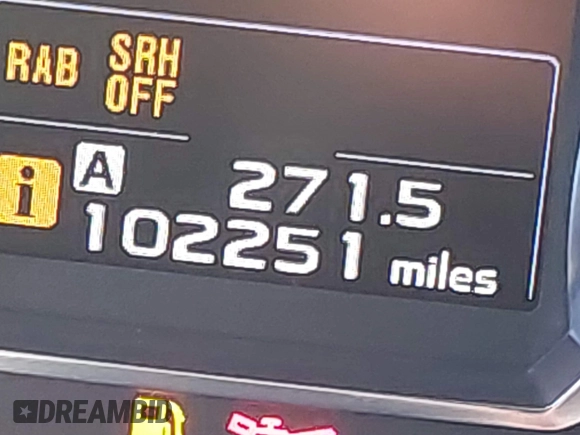 RAB SRH
OFF
A 271.5
i 102251 miles
DREAMBID